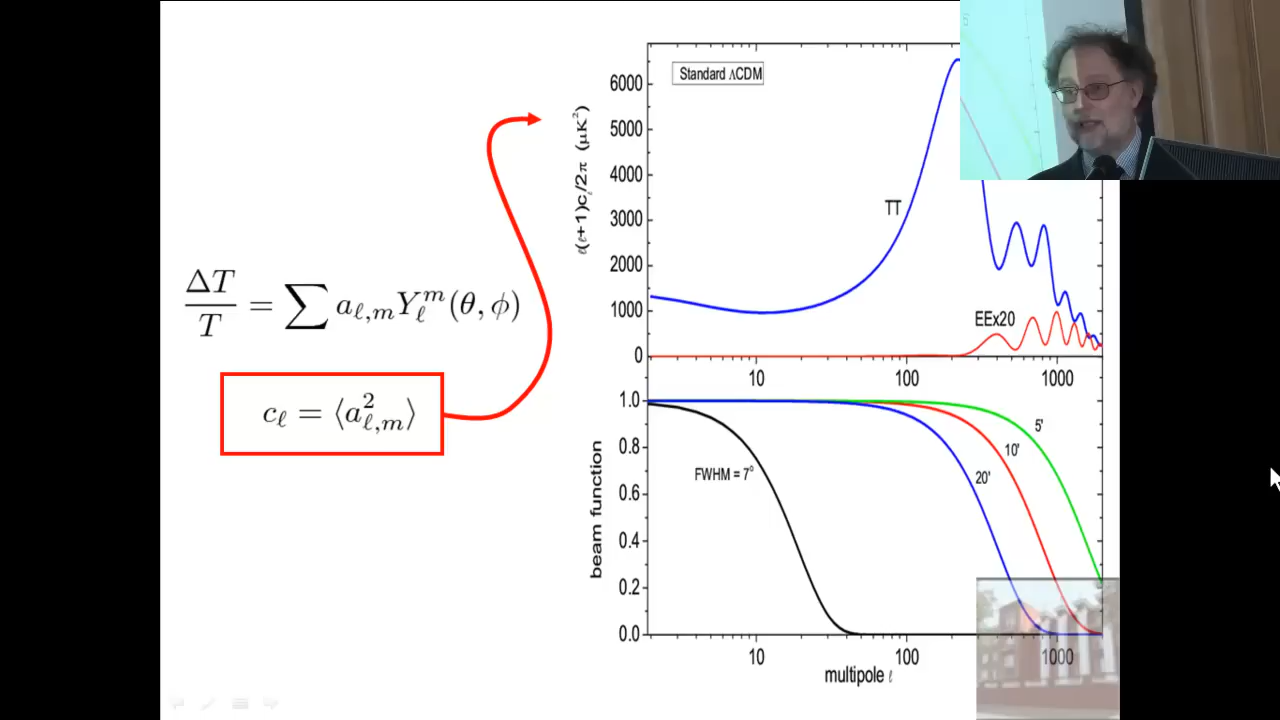 ΔT/T = ∑ a_{ℓ,m} Y_ℓ^m (θ, ϕ)
c_ℓ = ⟨a²_{ℓ,m}⟩
Standard ΛCDM
ℓ(ℓ+1)c_ℓ/2π (μK²)
6000
5000
4000
3000
2000
1000
0
TT
EEx20
10
100
1000
beam function
1.0
0.8
0.6
0.4
0.2
0.0
FWHM = 7°
20'
10'
5'
10
100
1000
multipole ℓ